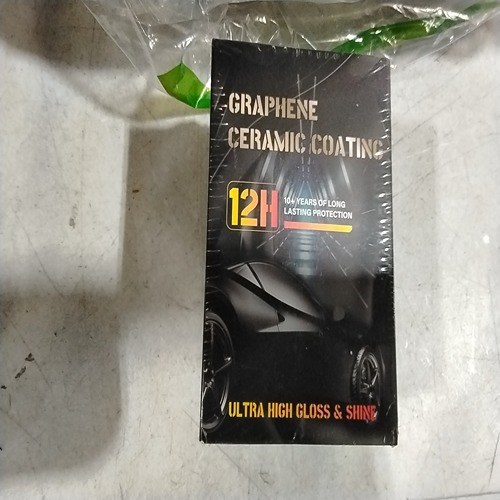 GRAPHENE
CERAMIC COATING
12H
10+ YEARS OF LONG
LASTING PROTECTION
ULTRA HIGH GLOSS & SHINE